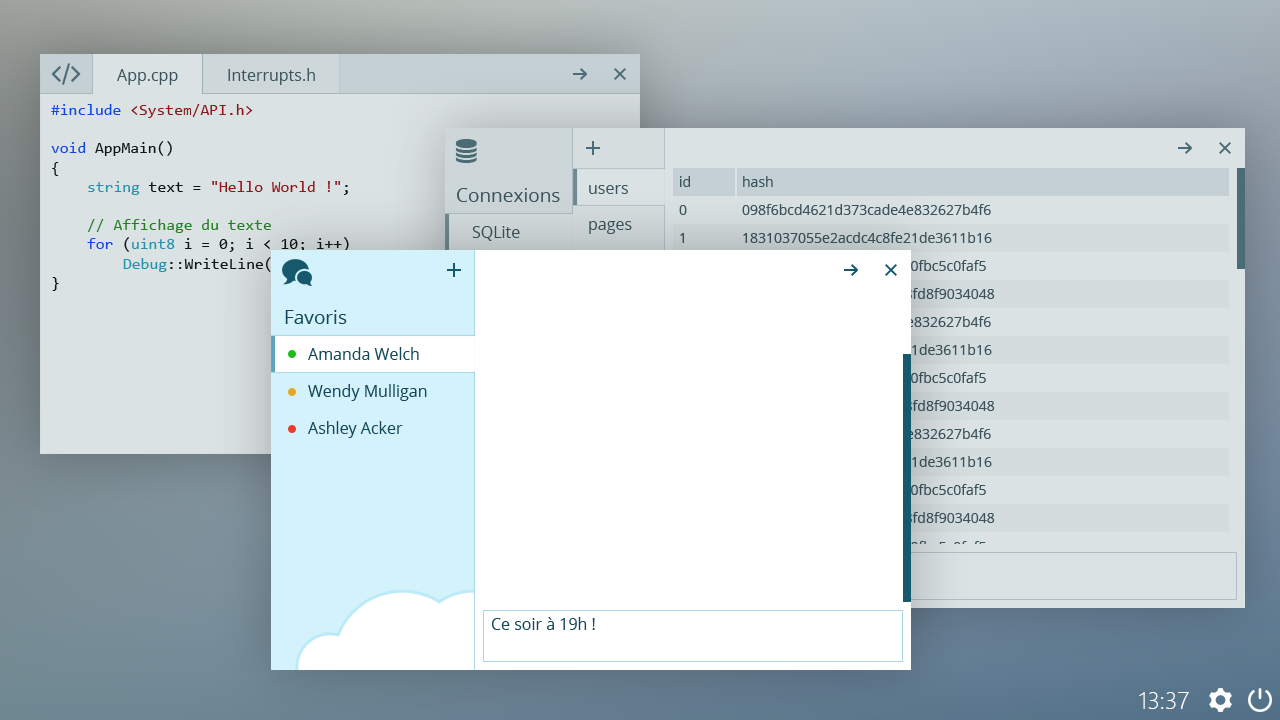 App.cpp
Interrupts.h
#include <System/API.h>
void AppMain()
{
string text = "Hello World !";
// Affichage du texte
for (uint8 i = 0; i < 10; i++)
Debug::WriteLine(
}
Connexions
SQLite
users
pages
id hash
0 098f6bcd4621d373cade4e832627b4f6
1 1831037055e2acdc4c8fe21de3611b16
0fbc5c0faf5
fd8f9034048
e832627b4f6
1de3611b16
0fbc5c0faf5
fd8f9034048
e832627b4f6
1de3611b16
0fbc5c0faf5
fd8f9034048
Favoris
Amanda Welch
Wendy Mulligan
Ashley Acker
Ce soir à 19h !
13:37